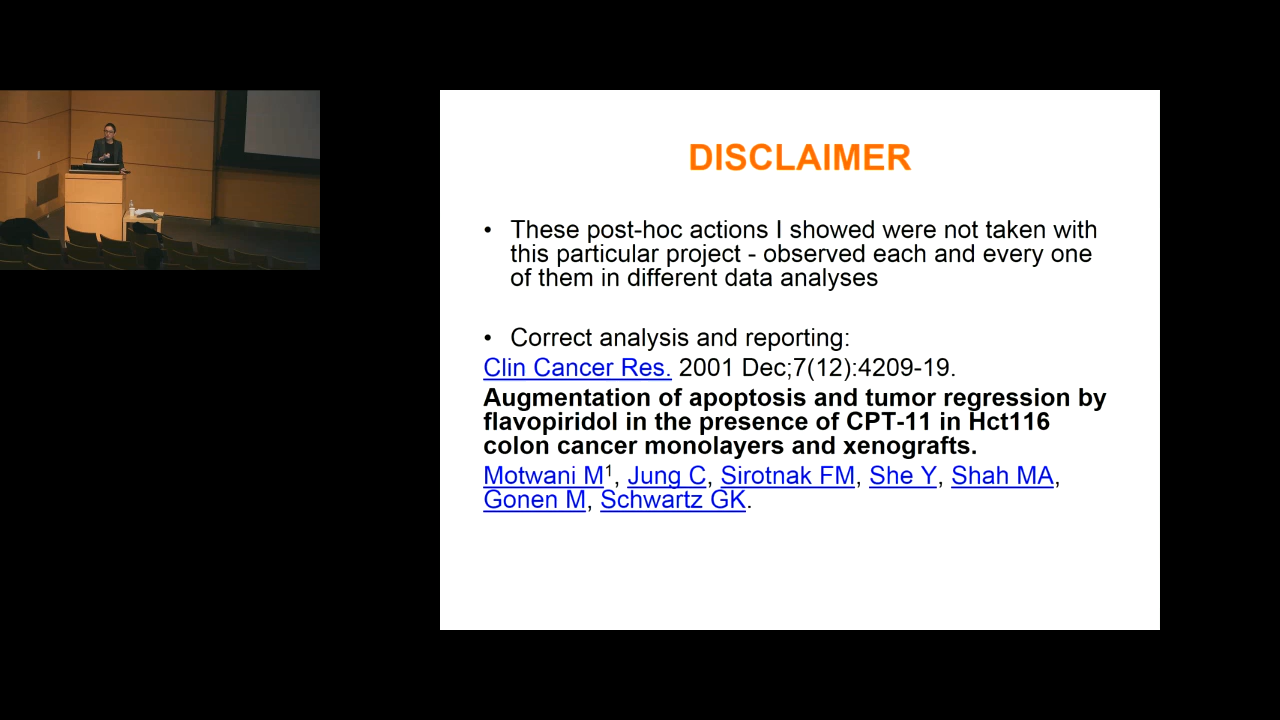 DISCLAIMER
• These post-hoc actions I showed were not taken with
this particular project - observed each and every one
of them in different data analyses
• Correct analysis and reporting:
Clin Cancer Res. 2001 Dec;7(12):4209-19.
Augmentation of apoptosis and tumor regression by
flavopiridol in the presence of CPT-11 in Hct116
colon cancer monolayers and xenografts.
Motwani M¹, Jung C, Sirotnak FM, She Y, Shah MA,
Gonen M, Schwartz GK.